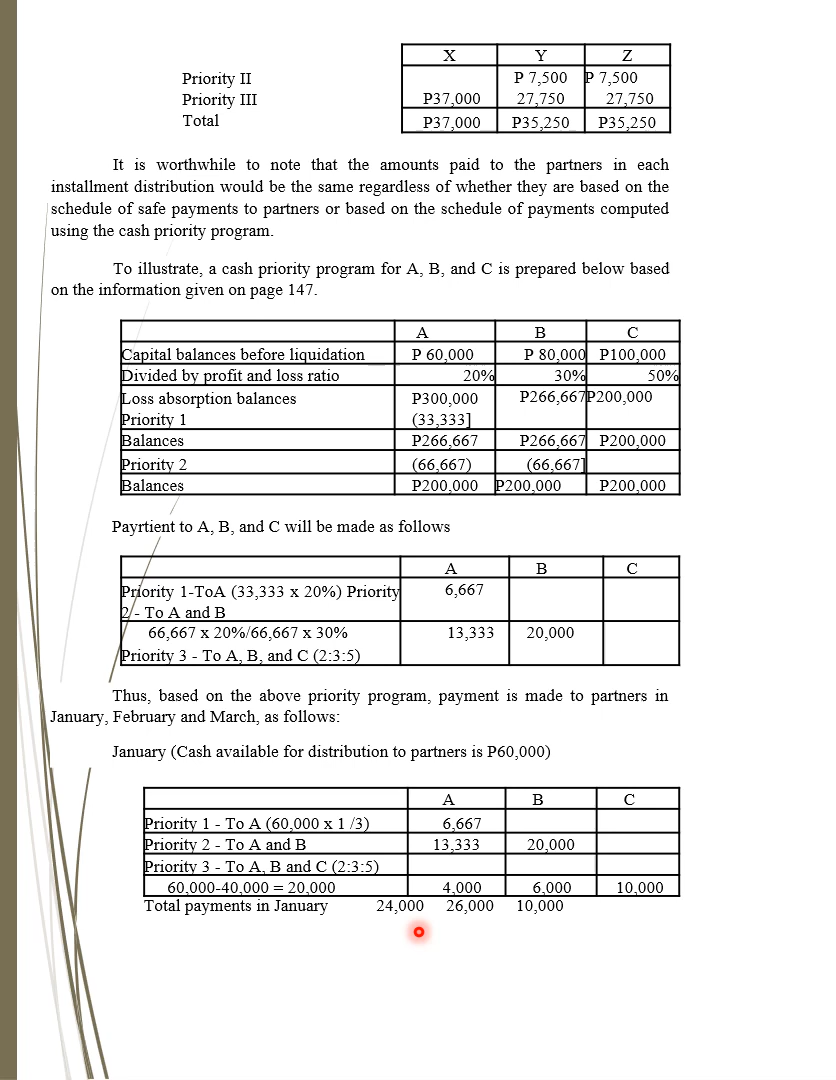 X Y Z
Priority II P 7,500 P 7,500
Priority III P37,000 27,750 27,750
Total P37,000 P35,250 P35,250
It is worthwhile to note that the amounts paid to the partners in each
installment distribution would be the same regardless of whether they are based on the
schedule of safe payments to partners or based on the schedule of payments computed
using the cash priority program.
To illustrate, a cash priority program for A, B, and C is prepared below based
on the information given on page 147.
A B C
Capital balances before liquidation P 60,000 P 80,000 P100,000
Divided by profit and loss ratio 20% 30% 50%
Loss absorption balances P300,000 P266,667 P200,000
Priority 1 (33,333]
Balances P266,667 P266,667 P200,000
Priority 2 (66,667) (66,667]
Balances P200,000 P200,000 P200,000
Payrtient to A, B, and C will be made as follows
A B C
Priority 1-ToA (33,333 x 20%) Priority 6,667
2 - To A and B
66,667 x 20%/66,667 x 30% 13,333 20,000
Priority 3 - To A, B, and C (2:3:5)
Thus, based on the above priority program, payment is made to partners in
January, February and March, as follows:
January (Cash available for distribution to partners is P60,000)
A B C
Priority 1 - To A (60,000 x 1 /3) 6,667
Priority 2 - To A and B 13,333 20,000
Priority 3 - To A, B and C (2:3:5)
60,000-40,000 = 20,000 4,000 6,000 10,000
Total payments in January 24,000 26,000 10,000